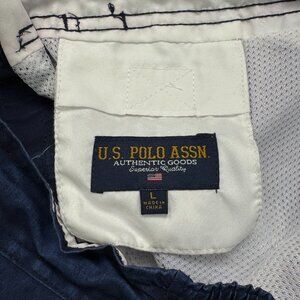 U.S. POLO ASSN.
AUTHENTIC GOODS
Superior Quality
L
MADE IN
CHINA